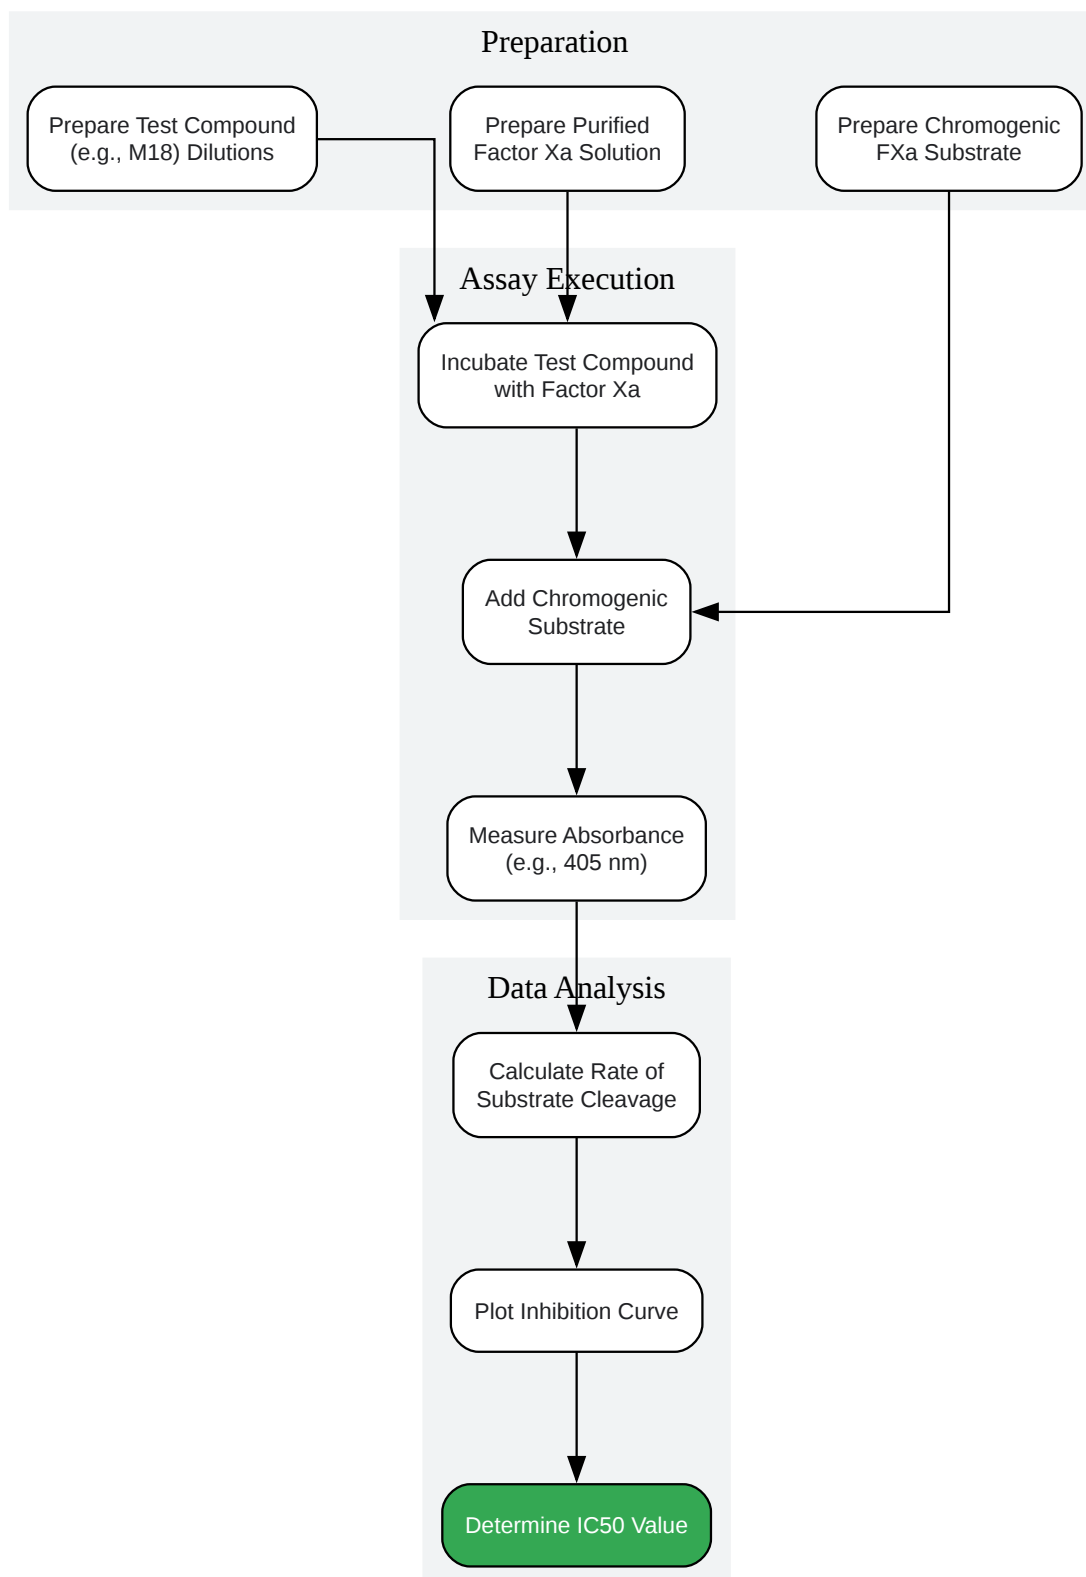 Preparation
Prepare Test Compound
(e.g., M18) Dilutions
Prepare Purified
Factor Xa Solution
Prepare Chromogenic
FXa Substrate
Assay Execution
Incubate Test Compound
with Factor Xa
Add Chromogenic
Substrate
Measure Absorbance
(e.g., 405 nm)
Data Analysis
Calculate Rate of
Substrate Cleavage
Plot Inhibition Curve
Determine IC50 Value